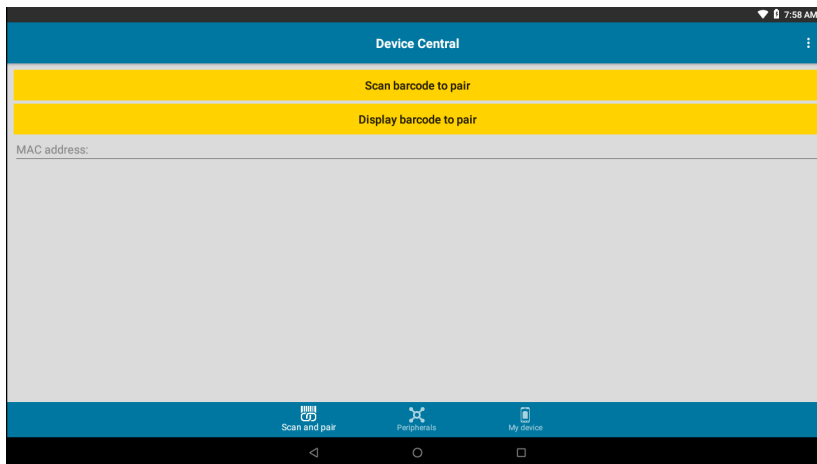 7:58 AM
Device Central
Scan barcode to pair
Display barcode to pair
MAC address:
Scan and pair
Peripherals
My device